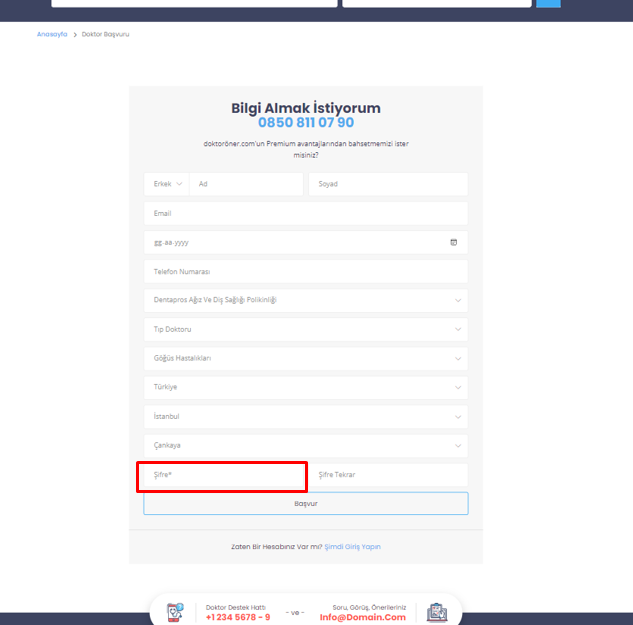 Anasayfa > Doktor Başvuru
Bilgi Almak İstiyorum
0850 811 07 90
doktoröner.com'un Premium avantajlarından bahsetmemizi ister
misiniz?
Erkek Ad Soyad
Email
gg.aa.yyyy
Telefon Numarası
Dentapros Ağız Ve Diş Sağlığı Polikinliği
Tıp Doktoru
Göğüs Hastalıkları
Türkiye
İstanbul
Çankaya
Şifre* Şifre Tekrar
Başvur
Zaten Bir Hesabınız Var mı? Şimdi Giriş Yapın
Doktor Destek Hattı
+1 234 5678 - 9
- ve -
Soru, Görüş, Önerileriniz
Info@Domain.Com